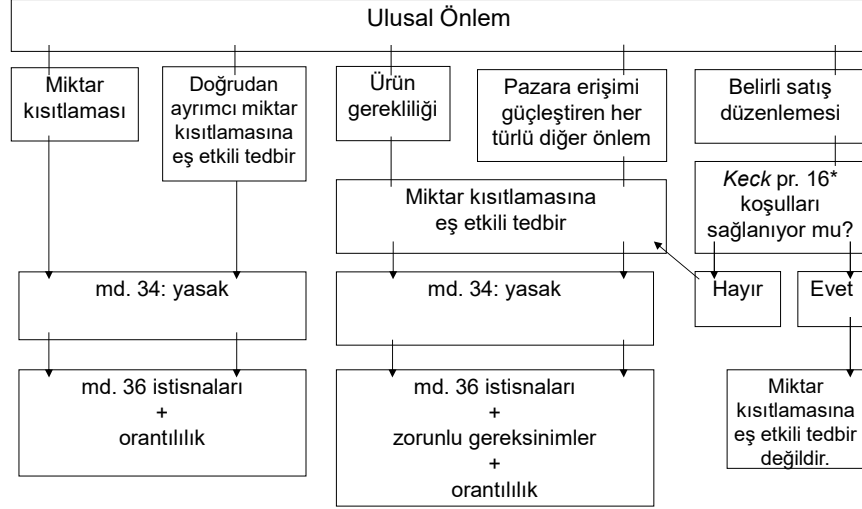 Ulusal Önlem
Miktar
kısıtlaması
Doğrudan
ayrımcı miktar
kısıtlamasına
eş etkili tedbir
Ürün
gerekliliği
Pazara erişimi
güçleştiren her
türlü diğer önlem
Belirli satış
düzenlemesi
Miktar kısıtlamasına
eş etkili tedbir
Keck pr. 16*
koşulları
sağlanıyor mu?
md. 34: yasak
md. 34: yasak
Hayır
Evet
md. 36 istisnaları
+
orantılılık
md. 36 istisnaları
+
zorunlu gereksinimler
+
orantılılık
Miktar
kısıtlamasına
eş etkili tedbir
değildir.